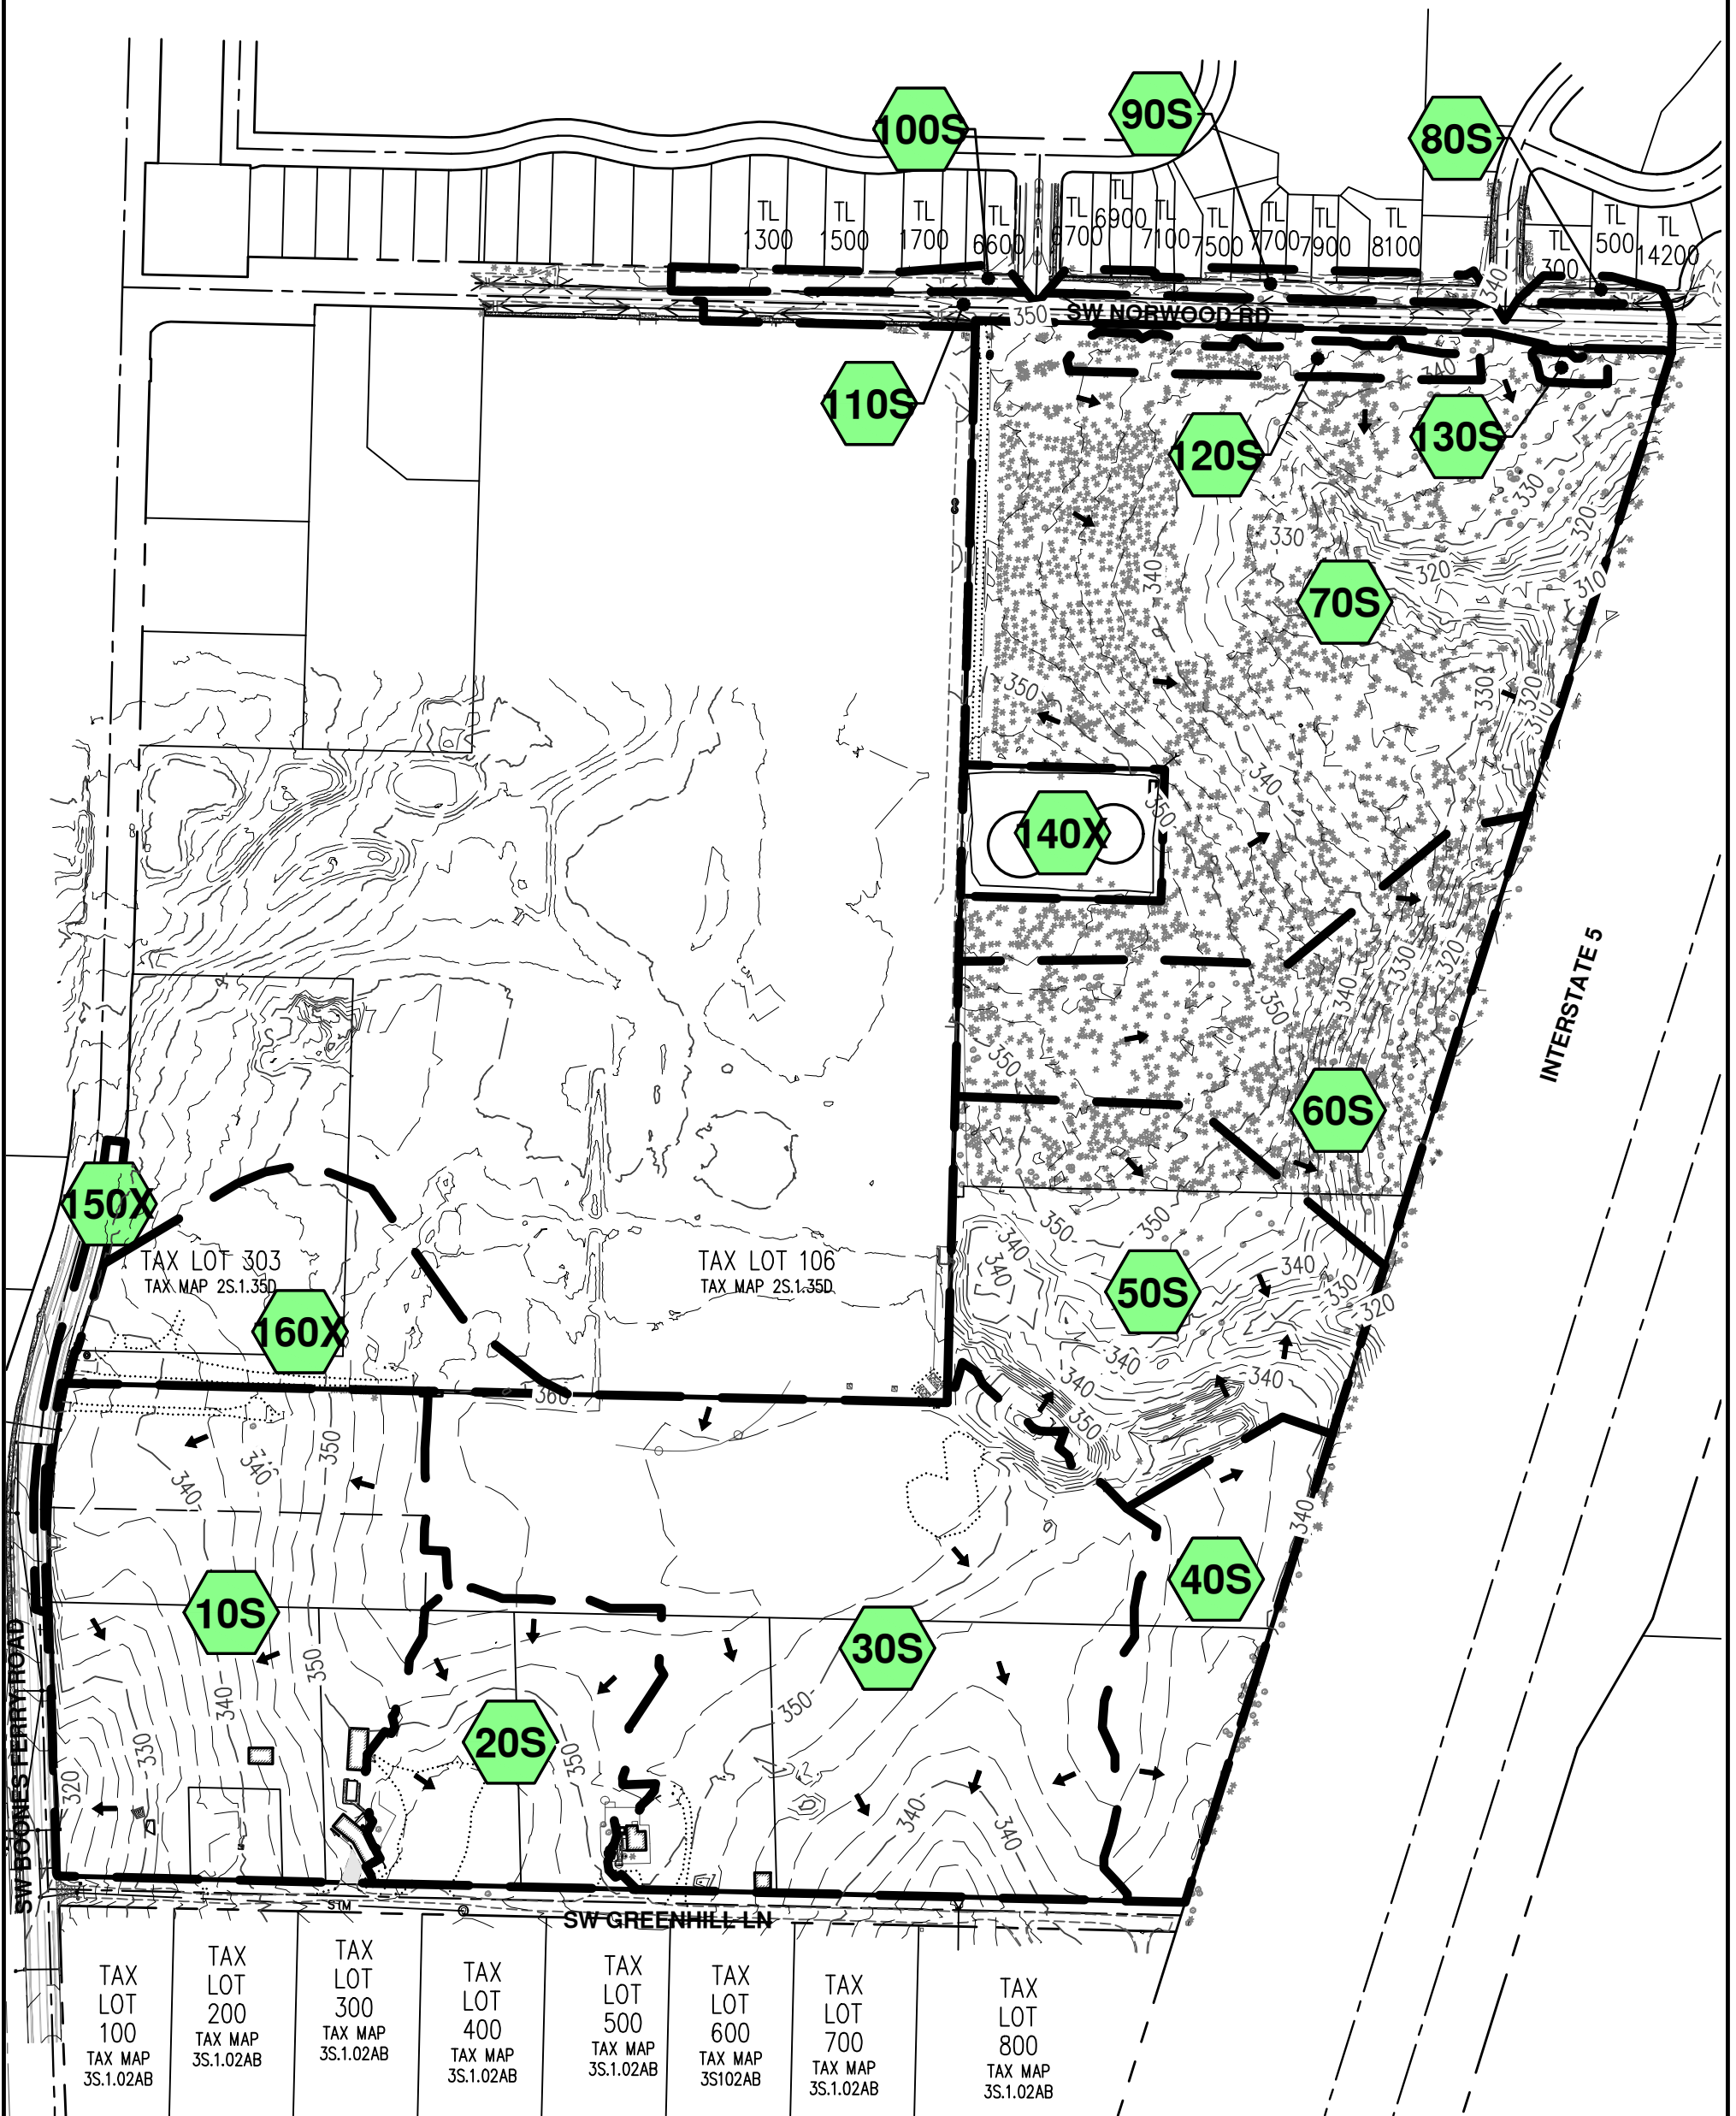 100S
90S
80S
TL
1300
TL
1500
TL
1700
TL
6600
TL
6700
TL
6900
TL
7100
TL
7500
TL
7700
TL
7900
TL
8100
TL
300
TL
500
TL
14200
340
350
SW NORWOOD RD
340
110S
120S
130S
330
320
330
340
320
310
70S
350
330
320
310
340
350
140X
INTERSTATE 5
330
320
340
350
350
60S
150X
350
350
TAX LOT 303
TAX MAP 2S.1.35D
TAX LOT 106
TAX MAP 2S.1.35D
340
340
50S
340
330
320
160X
340
340
340
360
350
350
340
340
340
40S
10S
30S
SW BOONES FERRY ROAD
350
340
350
20S
330
350
320
340
340
STM
SW GREENHILL LN
TAX
LOT
100
TAX MAP
3S.1.02AB
TAX
LOT
200
TAX MAP
3S.1.02AB
TAX
LOT
300
TAX MAP
3S.1.02AB
TAX
LOT
400
TAX MAP
3S.1.02AB
TAX
LOT
500
TAX MAP
3S.1.02AB
TAX
LOT
600
TAX MAP
3S102AB
TAX
LOT
700
TAX MAP
3S.1.02AB
TAX
LOT
800
TAX MAP
3S.1.02AB